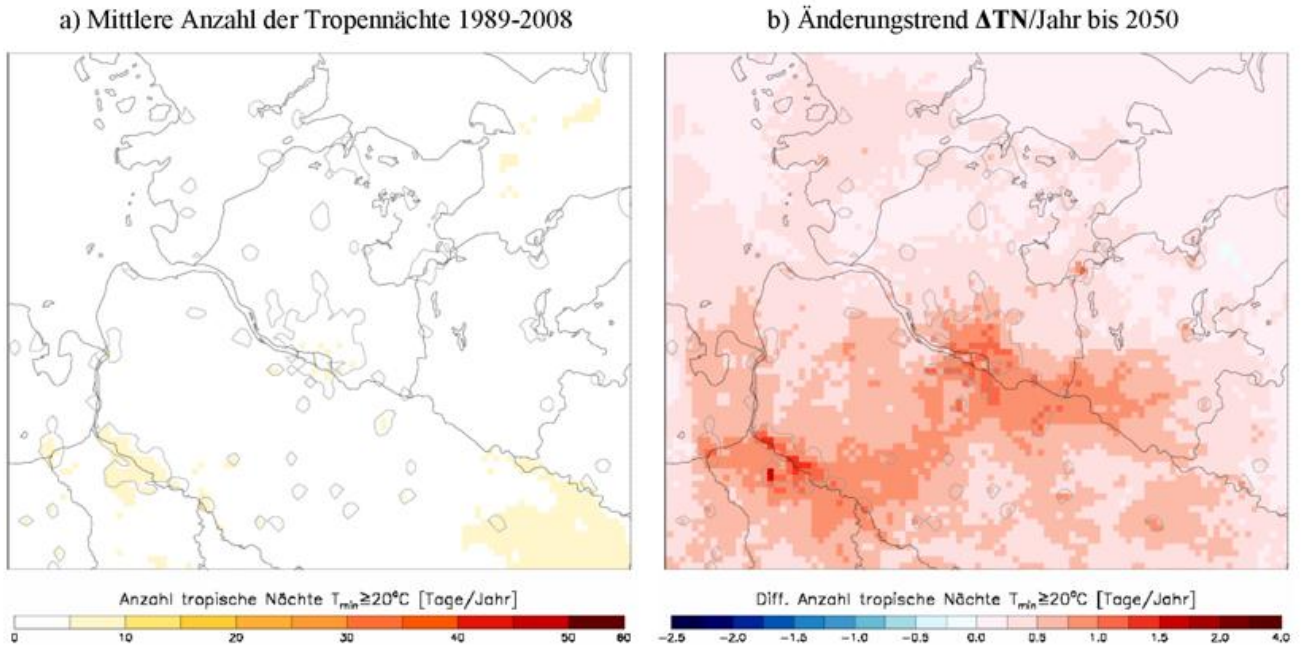 a) Mittlere Anzahl der Tropennächte 1989-2008
b) Änderungstrend ΔTN/Jahr bis 2050
Anzahl tropische Nächte Tmin≧20°C [Tage/Jahr]
0 10 20 30 40 50 60
Diff. Anzahl tropische Nächte Tmin≧20°C [Tage/Jahr]
-2.5 -2.0 -1.5 -1.0 -0.5 0.0 0.5 1.0 1.5 2.0 4.0